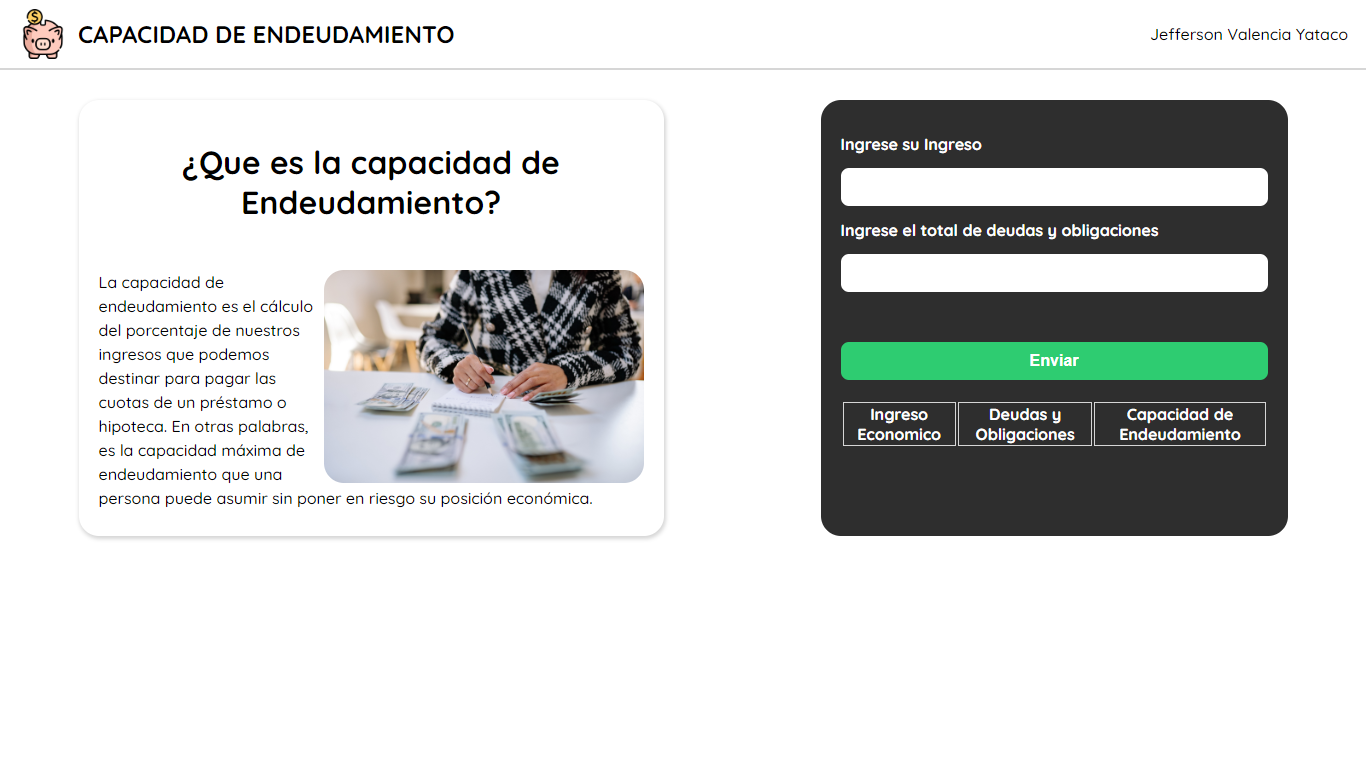 CAPACIDAD DE ENDEUDAMIENTO
Jefferson Valencia Yataco
¿Que es la capacidad de
Endeudamiento?
La capacidad de
endeudamiento es el cálculo
del porcentaje de nuestros
ingresos que podemos
destinar para pagar las
cuotas de un préstamo o
hipoteca. En otras palabras,
es la capacidad máxima de
endeudamiento que una
persona puede asumir sin poner en riesgo su posición económica.
Ingrese su Ingreso
Ingrese el total de deudas y obligaciones
Enviar
Ingreso
Economico
Deudas y
Obligaciones
Capacidad de
Endeudamiento